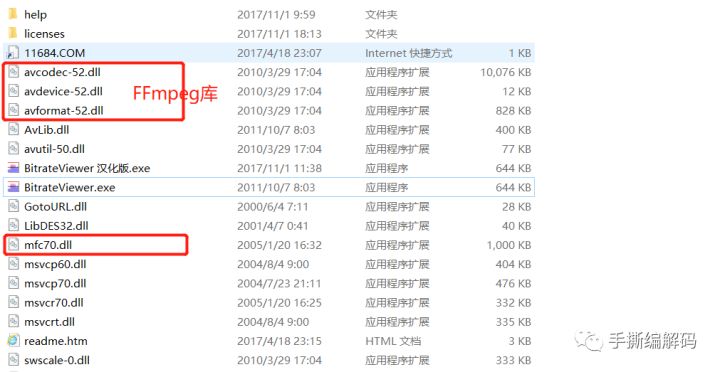 help 2017/11/1 9:59 文件夹
licenses 2017/11/1 18:13 文件夹
11684.COM 2017/4/18 23:07 Internet 快捷方式 1 KB
avcodec-52.dll 2010/3/29 17:04 应用程序扩展 10,076 KB
avdevice-52.dll FFmpeg库 2010/3/29 17:04 应用程序扩展 12 KB
avformat-52.dll 2010/3/29 17:04 应用程序扩展 828 KB
AvLib.dll 2011/10/7 8:03 应用程序扩展 400 KB
avutil-50.dll 2010/3/29 17:04 应用程序扩展 77 KB
BitrateViewer 汉化版.exe 2017/11/1 11:38 应用程序 644 KB
BitrateViewer.exe 2011/10/7 8:03 应用程序 644 KB
GotoURL.dll 2000/6/4 7:11 应用程序扩展 28 KB
LibDES32.dll 2001/4/7 0:41 应用程序扩展 40 KB
mfc70.dll 2005/1/20 16:32 应用程序扩展 1,000 KB
msvcp60.dll 2004/8/4 9:00 应用程序扩展 404 KB
msvcp70.dll 2004/7/23 21:11 应用程序扩展 476 KB
msvcr70.dll 2005/1/20 16:25 应用程序扩展 332 KB
msvcrt.dll 2004/8/4 9:00 应用程序扩展 335 KB
readme.htm 2017/4/18 23:15 HTML 文档 3 KB
swscale-0.dll 2010/3/29 17:04 应用程序扩展 333 KB
手撕编解码